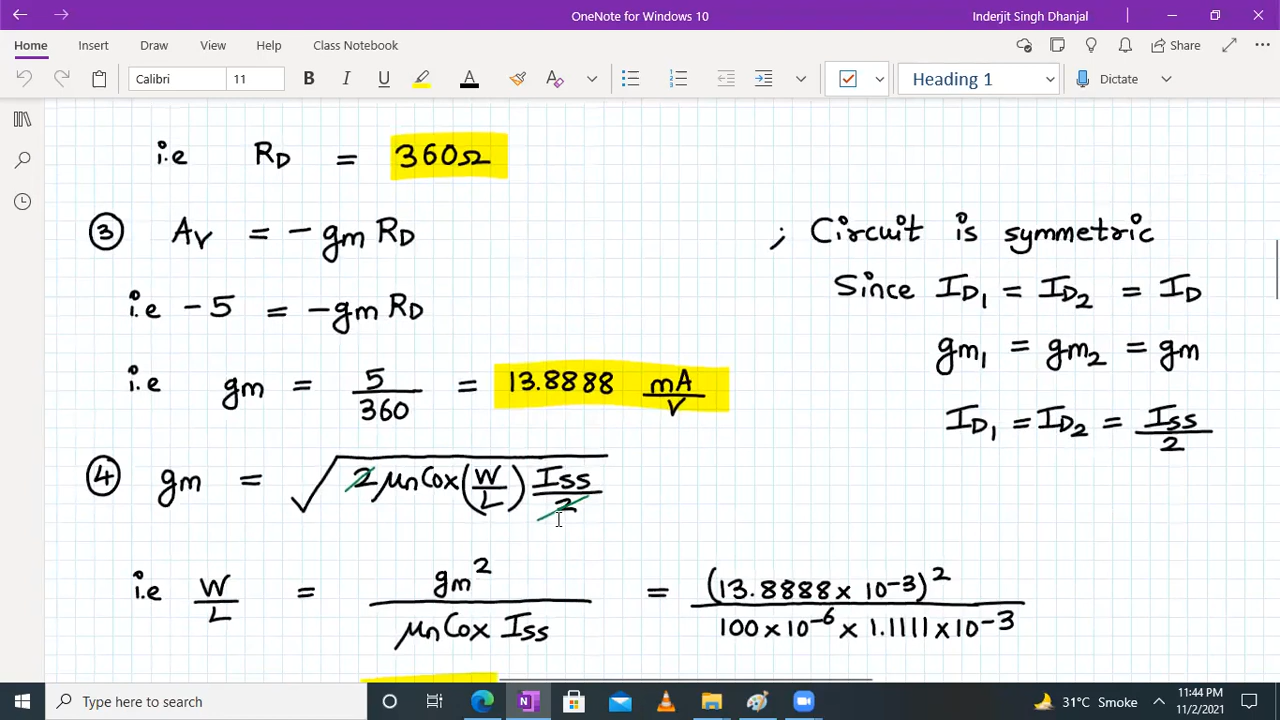 OneNote for Windows 10
Inderjit Singh Dhanjal
Home Insert Draw View Help Class Notebook
Share
Calibri 11 B I A Heading 1 Dictate
i.e RD = 360Ω
③ Av = - gm RD
; Circuit is symmetric
i.e - 5 = -gm RD
Since ID1 = ID2 = ID
gm1 = gm2 = gm
i.e gm = 5/360 = 13.8888 mA/V
ID1 = ID2 = Iss/2
④ gm = √(2 μnCox (W/L) Iss/2)
i.e W/L = gm²/(μnCox Iss) = (13.8888 x 10⁻³)²/(100 x 10⁻⁶ x 1.1111 x 10⁻³)
Type here to search
31°C Smoke
11:44 PM
11/2/2021